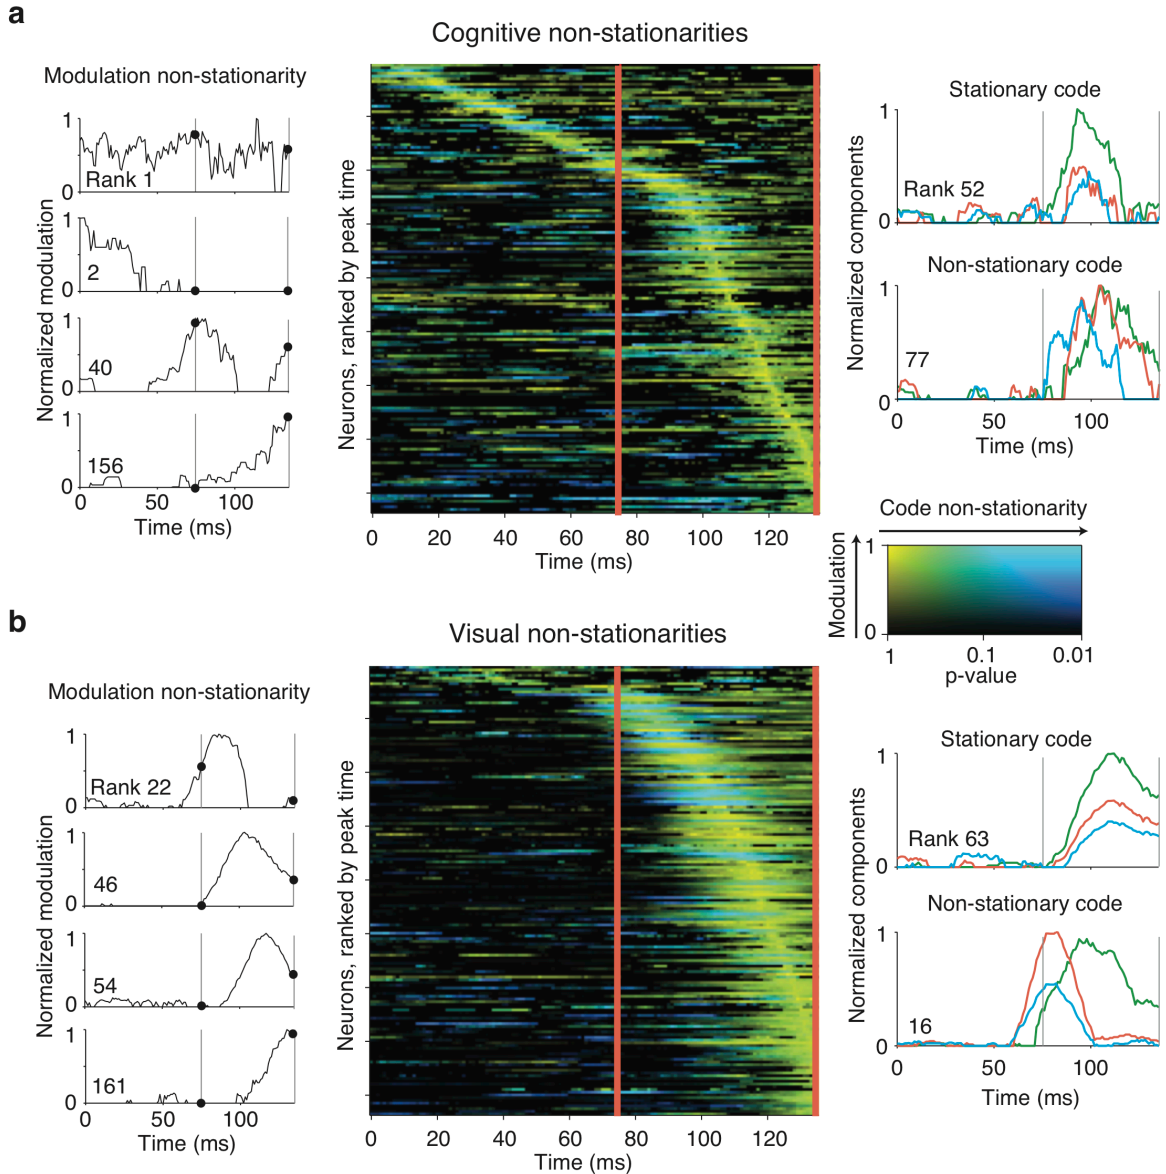 a
Cognitive non-stationarities
Modulation non-stationarity
Normalized modulation
1
0
Rank 1
1
0
2
1
0
40
1
0
156
0 50 100
Time (ms)
Neurons, ranked by peak time
0 20 40 60 80 100 120
Time (ms)
Stationary code
Normalized components
1
0
Rank 52
Non-stationary code
1
0
77
0 50 100
Time (ms)
Code non-stationarity
Modulation
1
0
1 0.1 0.01
p-value
b
Visual non-stationarities
Modulation non-stationarity
Normalized modulation
1
0
Rank 22
1
0
46
1
0
54
1
0
161
0 50 100
Time (ms)
Neurons, ranked by peak time
0 20 40 60 80 100 120
Time (ms)
Stationary code
Normalized components
1
0
Rank 63
Non-stationary code
1
0
16
0 50 100
Time (ms)